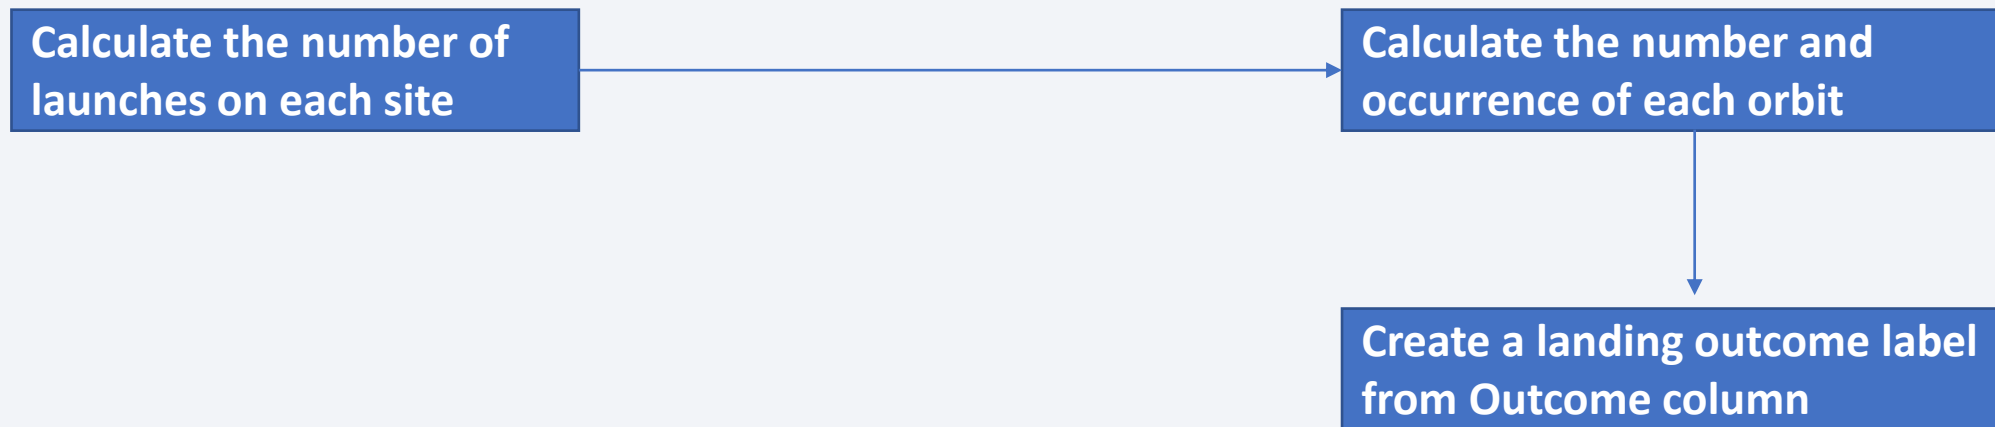 Calculate the number of
launches on each site
Calculate the number and
occurrence of each orbit
Create a landing outcome label
from Outcome column